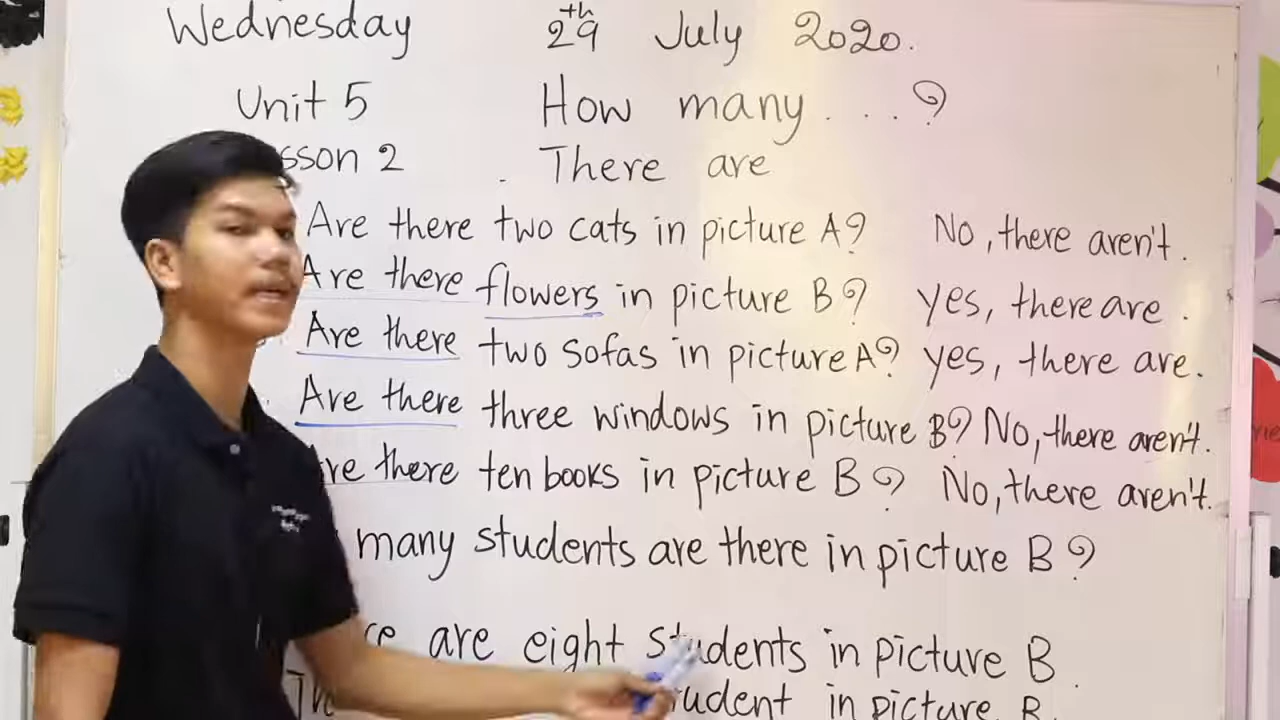 Wednesday 29th July 2020.
Unit 5 How many ...?
sson 2 . There are
Are there two cats in picture A? No, there aren't.
Are there flowers in picture B? yes, there are.
Are there two sofas in picture A? yes, there are.
Are there three windows in picture B? No, there aren't.
re there ten books in picture B? No, there aren't.
many students are there in picture B?
re are eight students in picture B.
The udent in picture B.